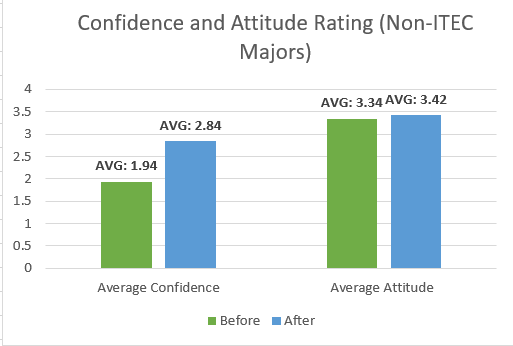 Confidence and Attitude Rating (Non-ITEC
Majors)
4
3.5
3
2.5
2
1.5
1
0.5
0
AVG: 1.94
AVG: 2.84
AVG: 3.34
AVG: 3.42
Average Confidence
Average Attitude
Before
After